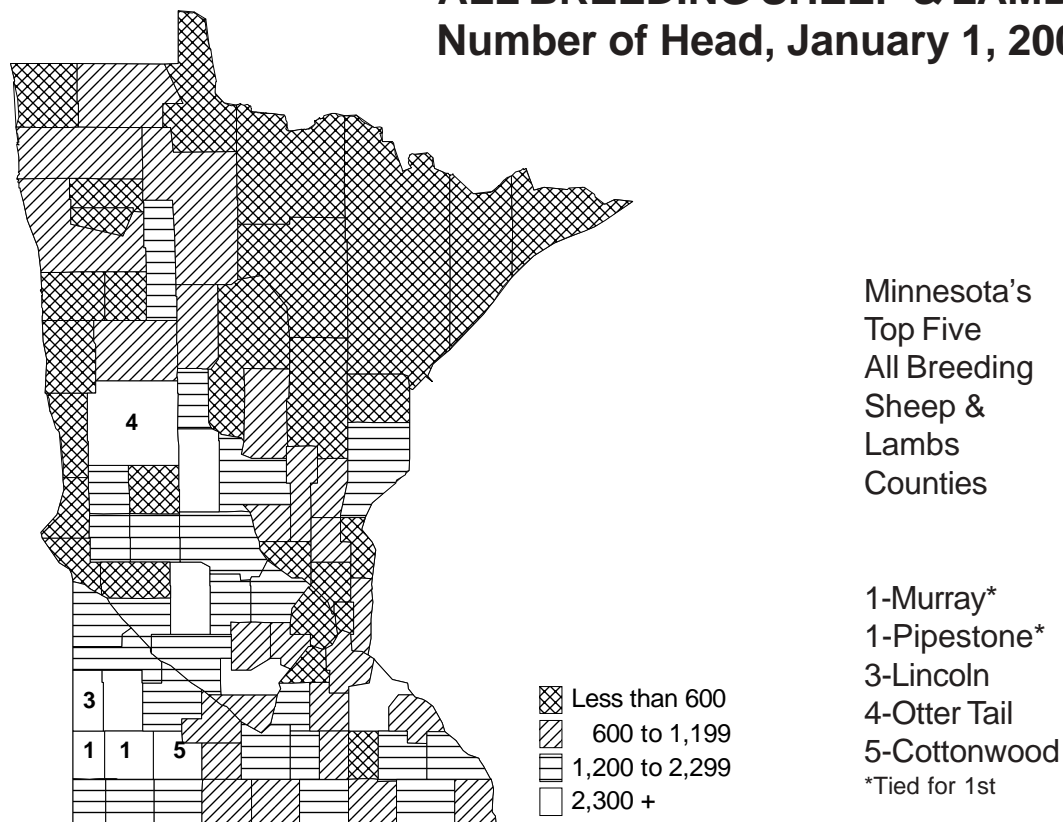 Number of Head, January 1,
Minnesota's
Top Five
All Breeding
Sheep &
Lambs
Counties
1-Murray*
1-Pipestone*
3-Lincoln
4-Otter Tail
5-Cottonwood
*Tied for 1st
4
3
1 1 5
Less than 600
600 to 1,199
1,200 to 2,299
2,300 +